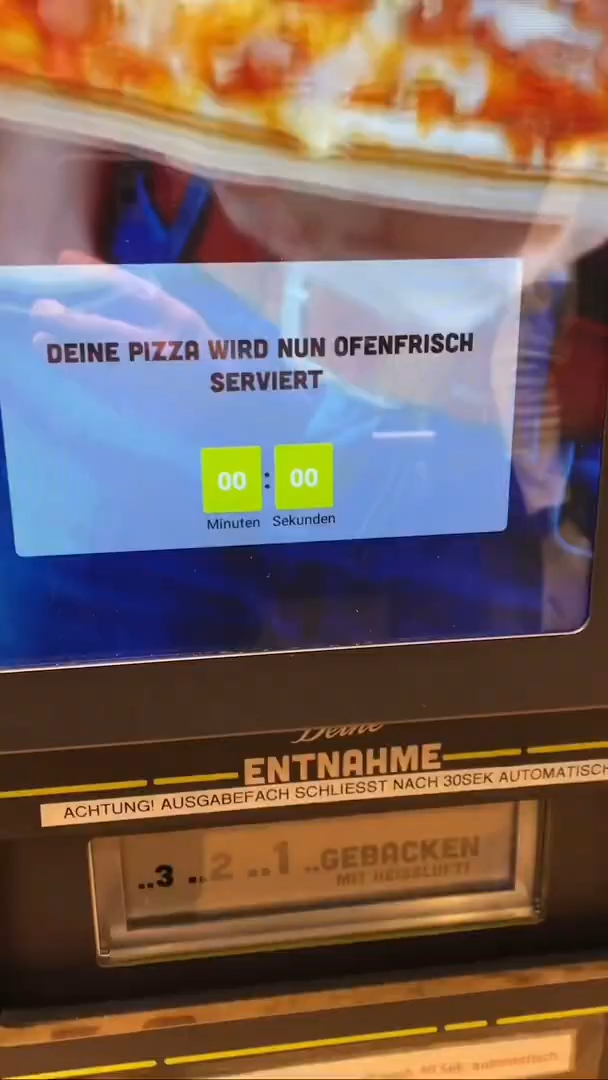 DEINE PIZZA WIRD NUN OFENFRISCH
SERVIERT
00 : 00
Minuten Sekunden
Deine
ENTNAHME
ACHTUNG! AUSGABEFACH SCHLIESST NACH 30SEK AUTOMATISCH
..3 ..2 ..1 ..GEBACKEN
MIT HEISSLUFT!
automatisch